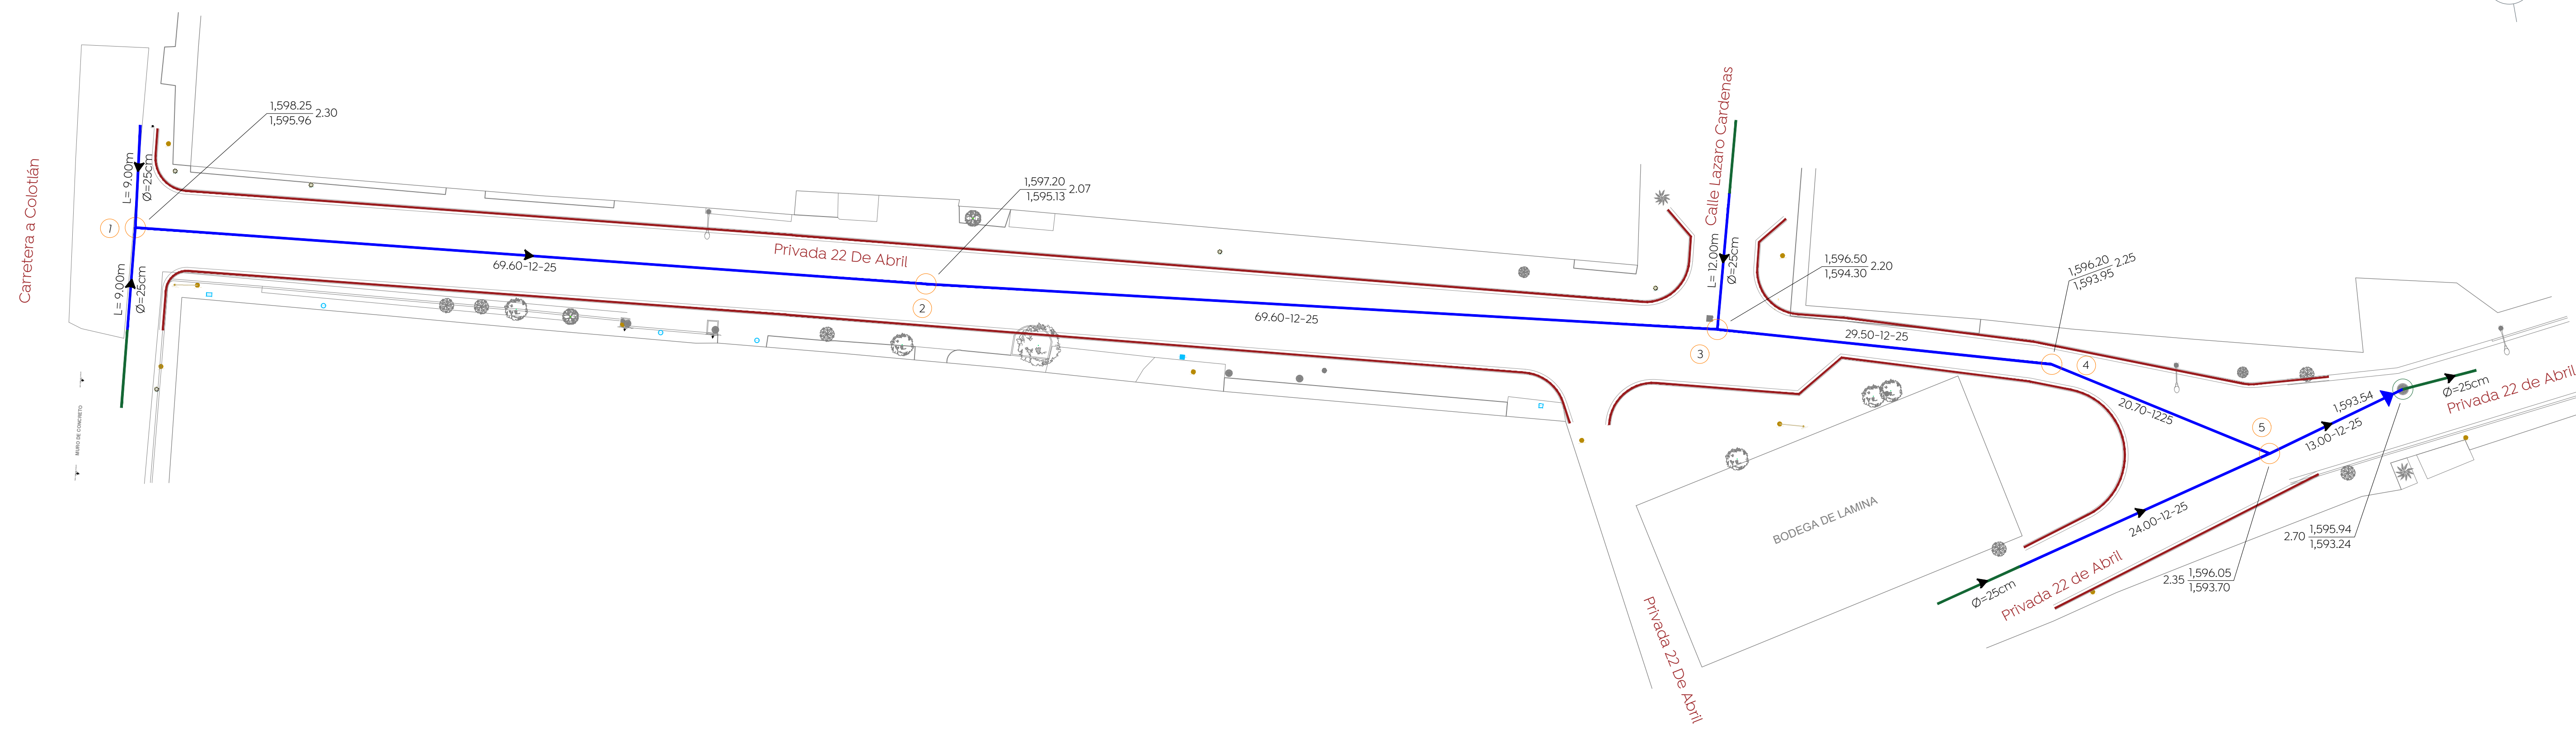 Carretera a Colotlán
L= 9.00m
Ø=25cm
1
L= 9.00m
Ø=25cm
MURO DE CONCRETO
1,598.25
1,595.96
2.30
69.60-12-25
Privada 22 De Abril
1,597.20
1,595.13
2.07
2
69.60-12-25
Calle Lazaro Cardenas
L= 12.00m
Ø=25cm
3
1,596.50
1,594.30
2.20
29.50-12-25
1,596.20
1,593.95
2.25
4
20.70-1225
5
1,593.54
13.00-12-25
Ø=25cm
Privada 22 de Abril
BODEGA DE LAMINA
24.00-12-25
Ø=25cm
Privada 22 de Abril
2.70
1,595.94
1,593.24
2.35
1,596.05
1,593.70
Privada 22 De Abril